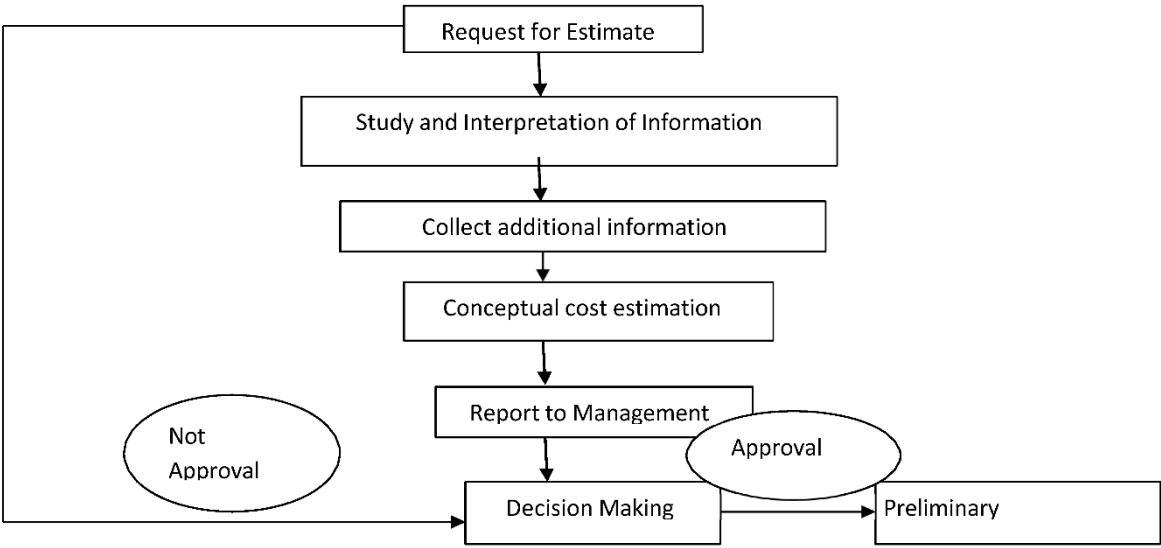 Request for Estimate
Study and Interpretation of Information
Collect additional information
Conceptual cost estimation
Report to Management
Not
Approval
Approval
Decision Making
Preliminary